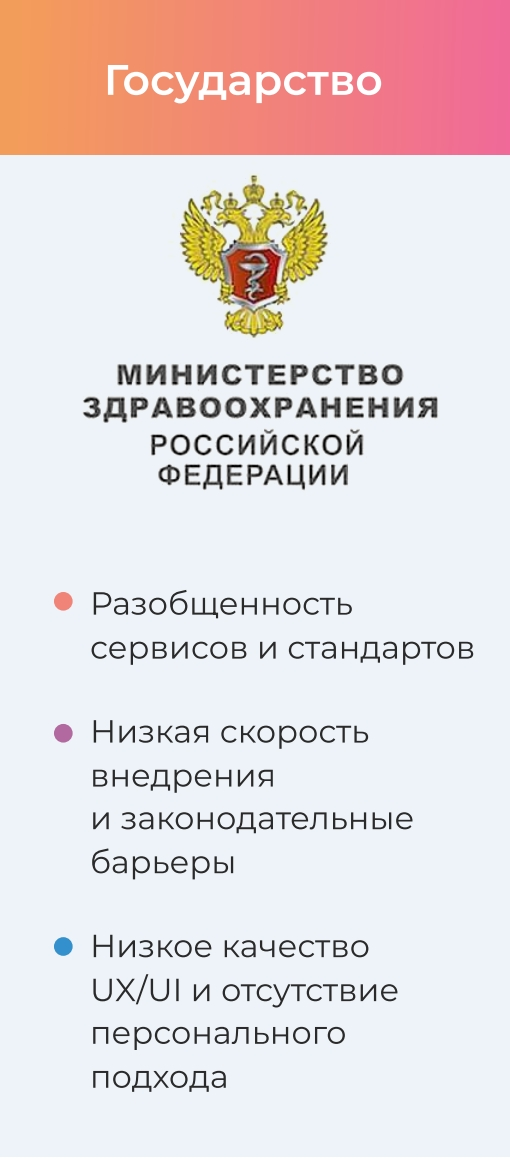 Государство
МИНИСТЕРСТВО
ЗДРАВООХРАНЕНИЯ
РОССИЙСКОЙ
ФЕДЕРАЦИИ
Разобщенность
сервисов и стандартов
Низкая скорость
внедрения
и законодательные
барьеры
Низкое качество
UX/UI и отсутствие
персонального
подхода